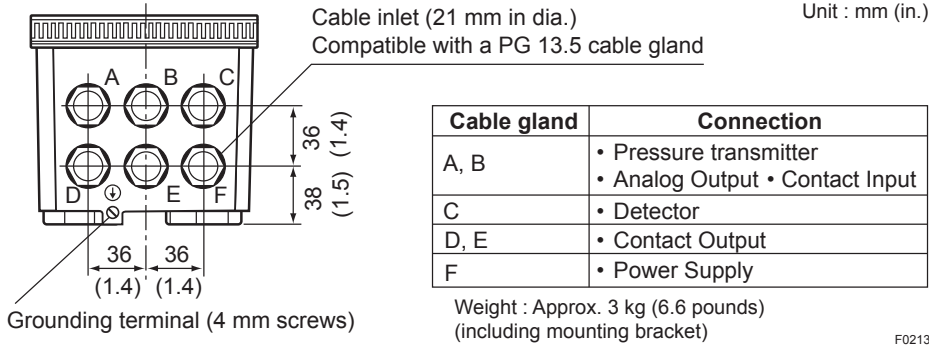 Cable inlet (21 mm in dia.)
Compatible with a PG 13.5 cable gland
Unit : mm (in.)
A B C
D E F
36
(1.4)
38
(1.5)
36 36
(1.4) (1.4)
Grounding terminal (4 mm screws)
Cable gland Connection
A, B • Pressure transmitter
• Analog Output • Contact Input
C • Detector
D, E • Contact Output
F • Power Supply
Weight : Approx. 3 kg (6.6 pounds)
(including mounting bracket)
F0213